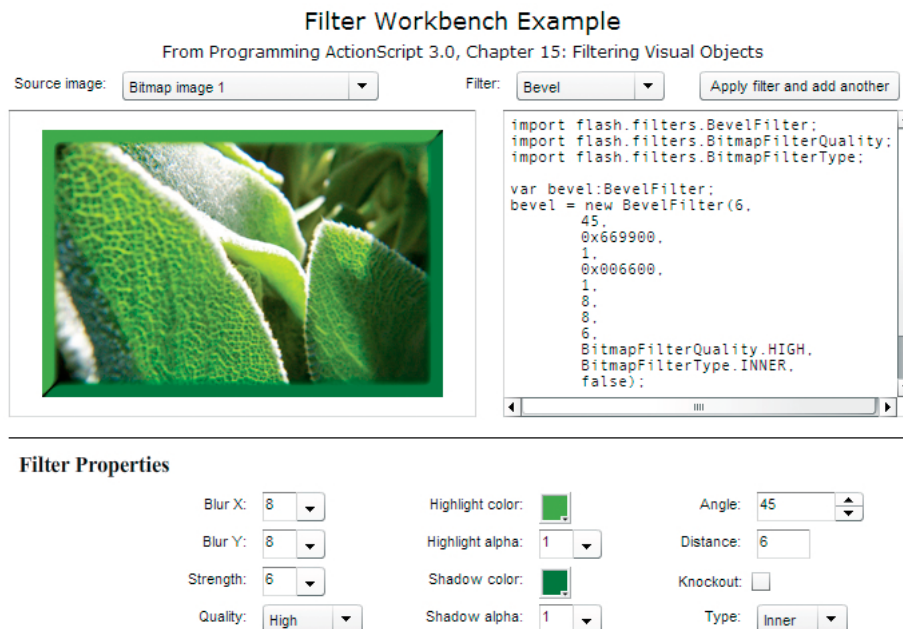 Filter Workbench Example
From Programming ActionScript 3.0, Chapter 15: Filtering Visual Objects
Source image: Bitmap image 1 Filter: Bevel Apply filter and add another
import flash.filters.BevelFilter;
import flash.filters.BitmapFilterQuality;
import flash.filters.BitmapFilterType;
var bevel:BevelFilter;
bevel = new BevelFilter(6,
45,
0x669900,
1,
0x006600,
1,
8,
8,
6,
BitmapFilterQuality.HIGH,
BitmapFilterType.INNER,
false);
Filter Properties
Blur X: 8 Highlight color: Angle: 45
Blur Y: 8 Highlight alpha: 1 Distance: 6
Strength: 6 Shadow color: Knockout:
Quality: High Shadow alpha: 1 Type: Inner